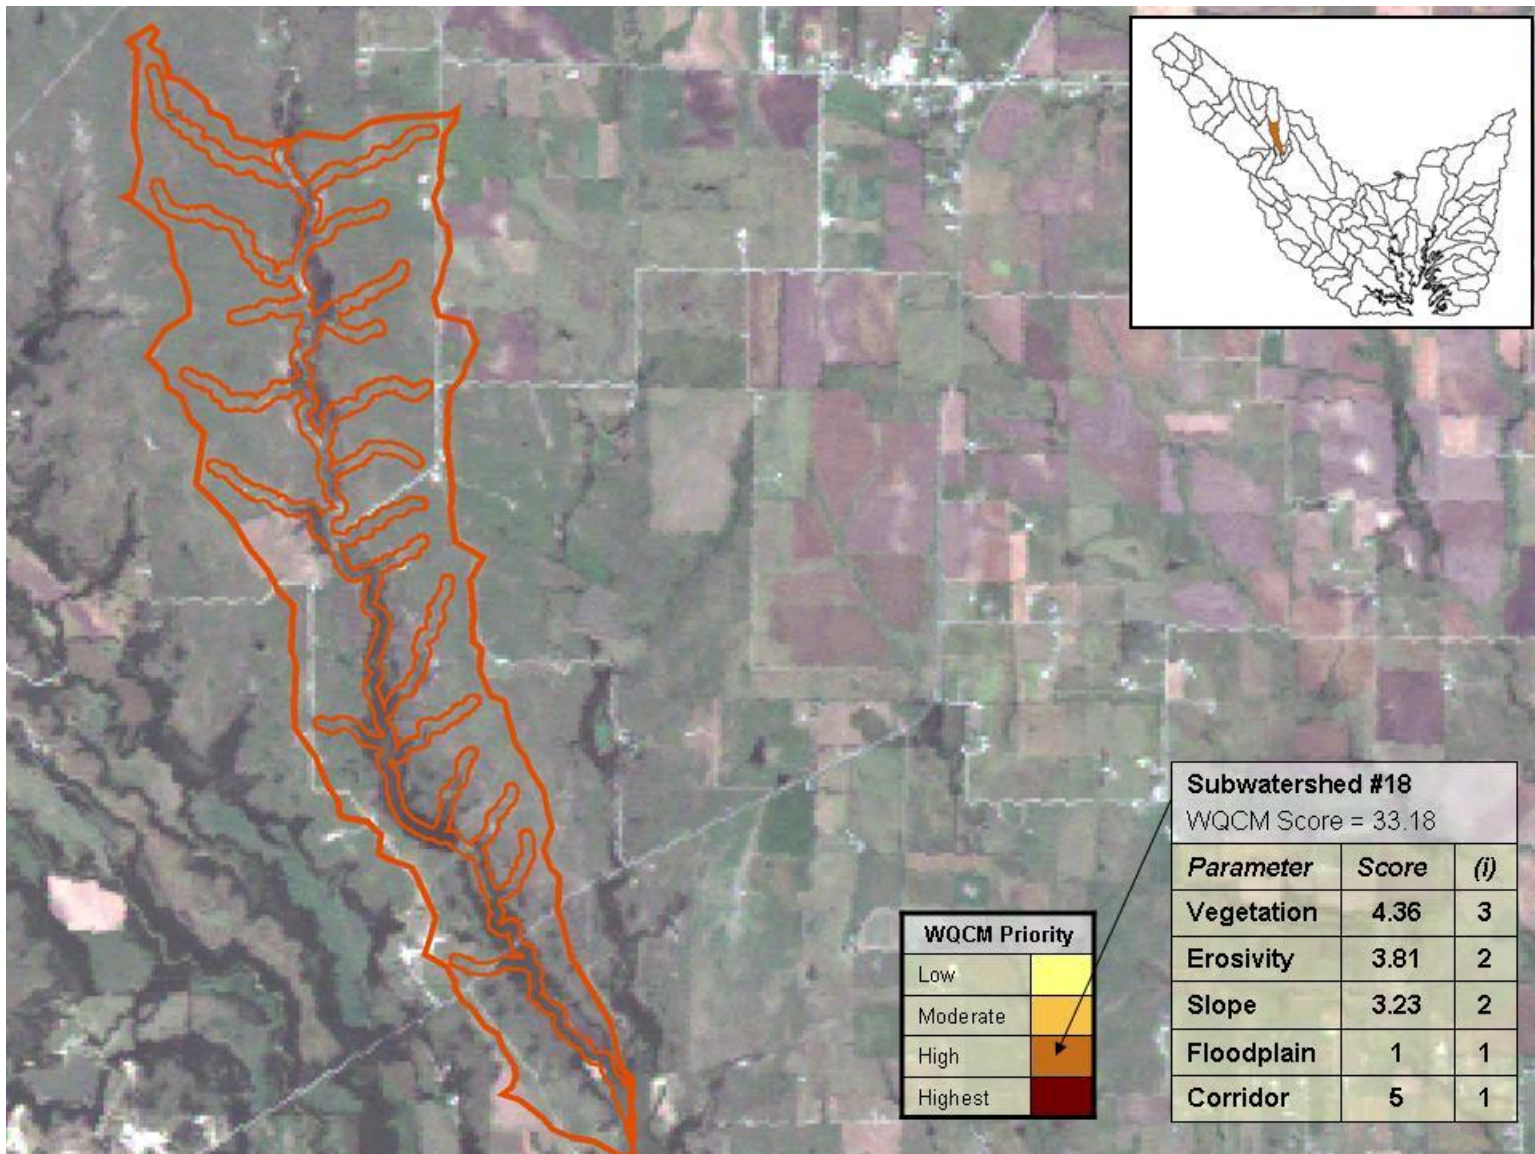 Subwatershed #18
WQCM Score = 33.18
Parameter Score (i)
Vegetation 4.36 3
Erosivity 3.81 2
Slope 3.23 2
Floodplain 1 1
Corridor 5 1
WQCM Priority
Low
Moderate
High
Highest